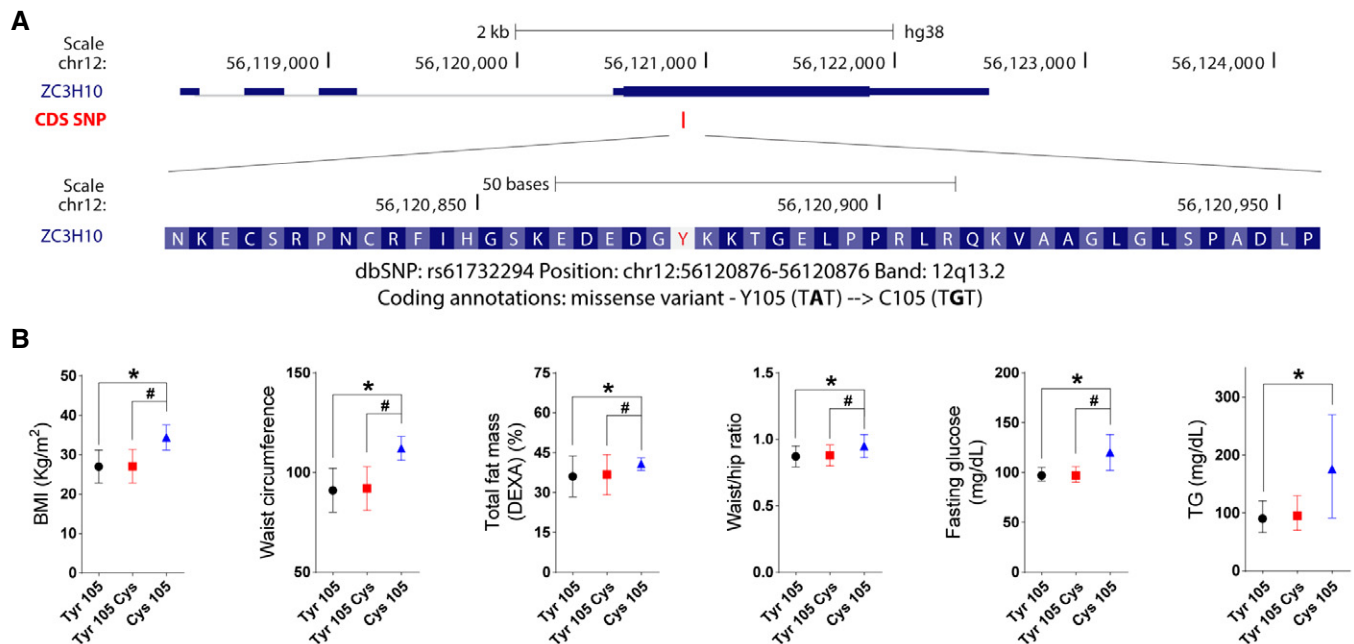 A
Scale
2 kb hg38
chr12: 56,119,000 56,120,000 56,121,000 56,122,000 56,123,000 56,124,000
ZC3H10
CDS SNP
Scale
50 bases
chr12: 56,120,850 56,120,900 56,120,950
ZC3H10 N K E C S R P N C R F I H G S K E D E D G Y K K T G E L P P R L R Q K V A A G L G L S P A D L P
dbSNP: rs61732294 Position: chr12:56120876-56120876 Band: 12q13.2
Coding annotations: missense variant - Y105 (TAT) --> C105 (TGT)
B
BMI (Kg/m²)
50
40
30
20
10
0
* #
Tyr 105
Tyr 105 Cys
Cys 105
Waist circumference
150
100
50
* #
Tyr 105
Tyr 105 Cys
Cys 105
Total fat mass
(DEXA) (%)
75
60
45
30
15
0
* #
Tyr 105
Tyr 105 Cys
Cys 105
Waist/hip ratio
1.5
1.0
0.5
0.0
* #
Tyr 105
Tyr 105 Cys
Cys 105
Fasting glucose
(mg/dL)
200
150
100
50
0
* #
Tyr 105
Tyr 105 Cys
Cys 105
TG (mg/dL)
300
200
100
0
*
Tyr 105
Tyr 105 Cys
Cys 105